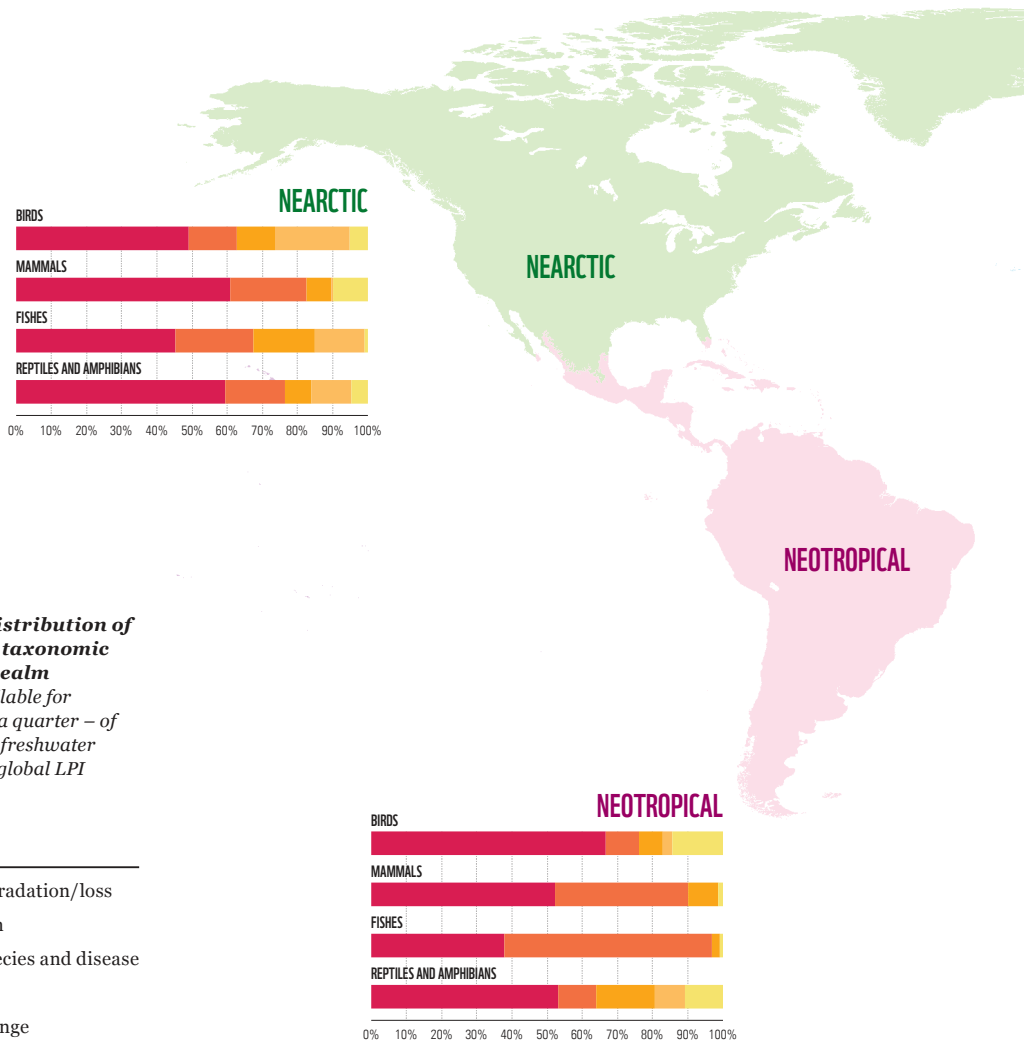 NEARCTIC
BIRDS
MAMMALS
FISHES
REPTILES AND AMPHIBIANS
0% 10% 20% 30% 40% 50% 60% 70% 80% 90% 100%
NEARCTIC
NEOTROPICAL
istribution of
taxonomic
ealm
lable for
a quarter – of
freshwater
global LPI
radation/loss
n
ecies and disease
nge
NEOTROPICAL
BIRDS
MAMMALS
FISHES
REPTILES AND AMPHIBIANS
0% 10% 20% 30% 40% 50% 60% 70% 80% 90% 100%